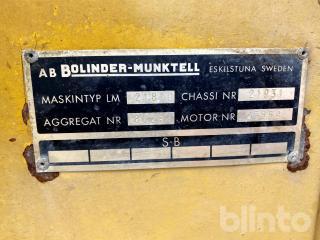 AB BOLINDER-MUNKTELL ESKILSTUNA SWEDEN
MASKINTYP LM CHASSI NR 21931
AGGREGAT NR MOTOR NR
S-B
blinto